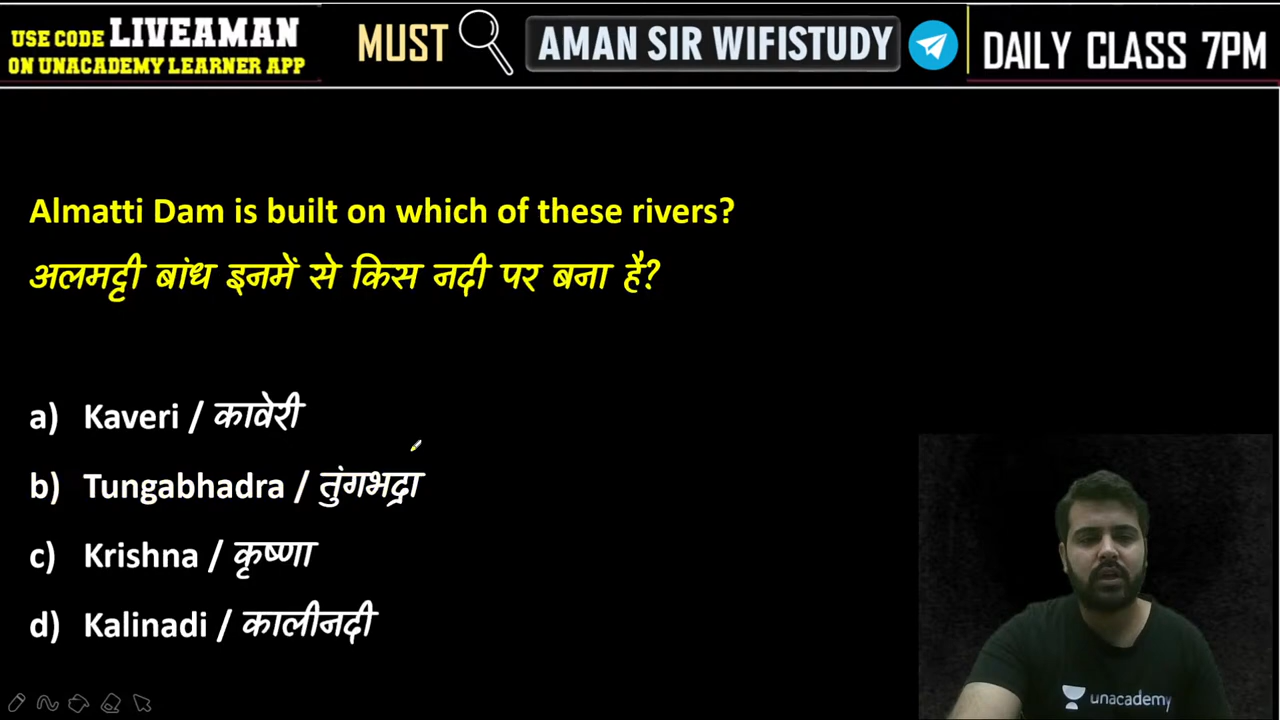 USE CODE LIVEAMAN
ON UNACADEMY LEARNER APP
MUST
AMAN SIR WIFISTUDY
DAILY CLASS 7PM
Almatti Dam is built on which of these rivers?
अलमट्टी बांध इनमें से किस नदी पर बना है?
a) Kaveri / कावेरी
b) Tungabhadra / तुंगभद्रा
c) Krishna / कृष्णा
d) Kalinadi / कालीनदी
unacademy